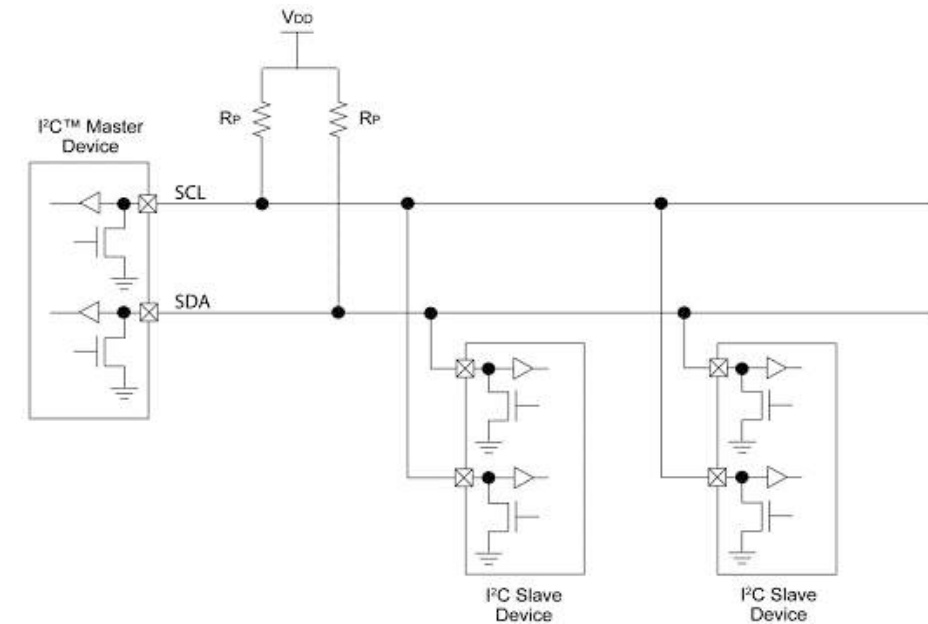 VDD
RP
RP
I²C™ Master
Device
SCL
SDA
I²C Slave
Device
I²C Slave
Device